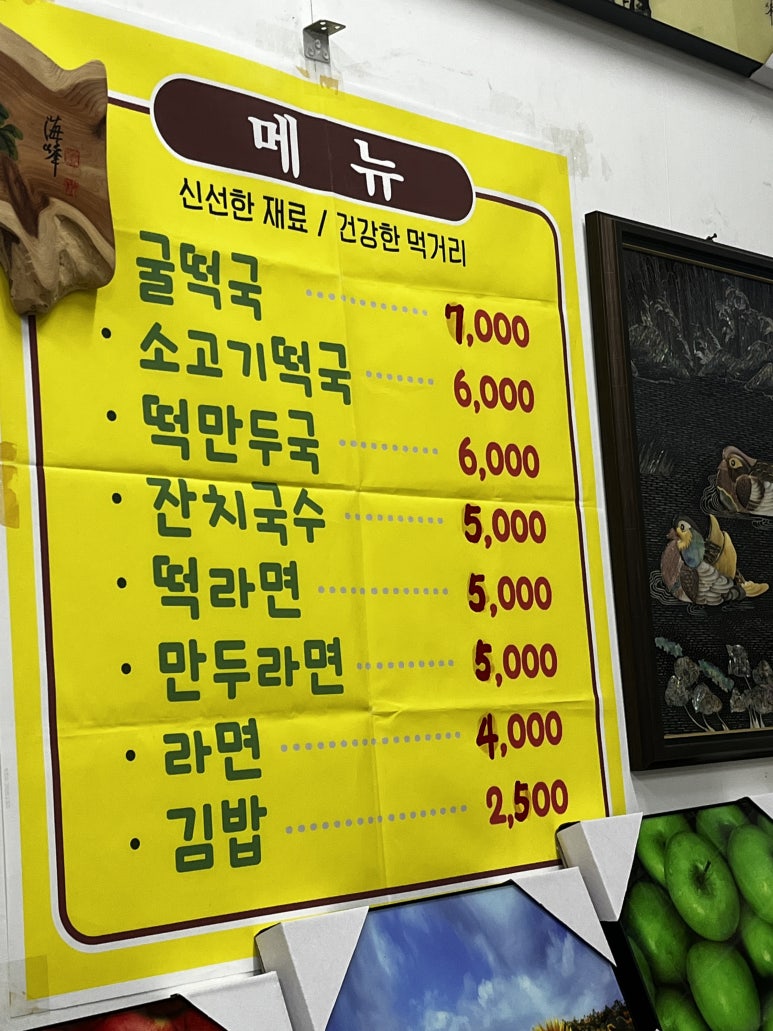 海峰
메뉴
신선한 재료 / 건강한 먹거리
굴떡국 ············ 7,000
• 소고기떡국 ······· 6,000
• 떡만두국 ·········· 6,000
• 잔치국수 ·········· 5,000
• 떡라면 ············· 5,000
• 만두라면 ·········· 5,000
• 라면 ················ 4,000
• 김밥 ················ 2,500